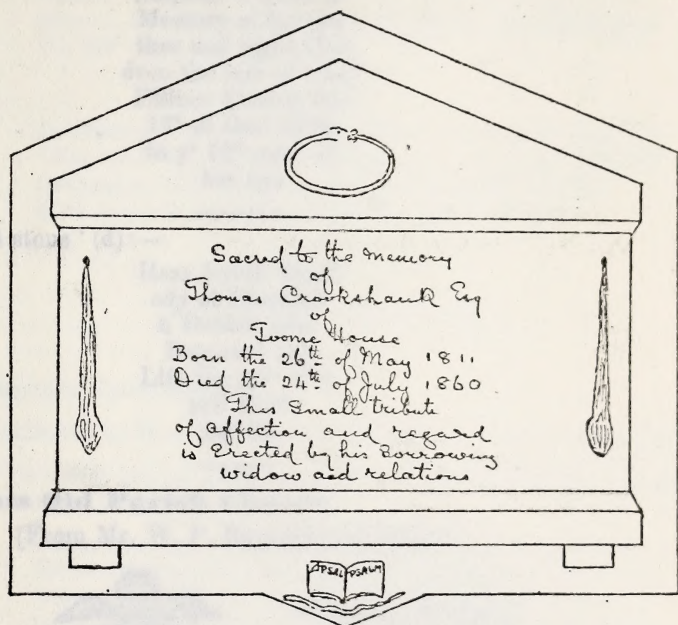 Sacred to the Memory
of
Thomas Crookshank Esq
of
Toome House
Born the 26th of May 1811
Died the 24th of July 1860
This Small tribute
of affection and regard
is Erected by his Sorrowing
widow and relations
PSAL PSALM